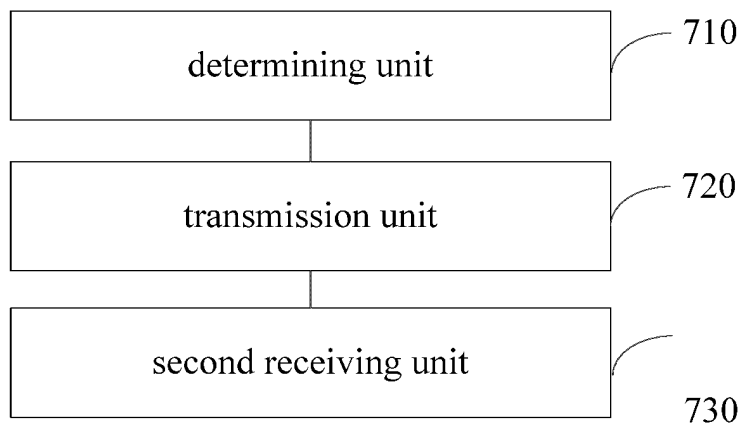 determining unit 710
transmission unit 720
second receiving unit
730